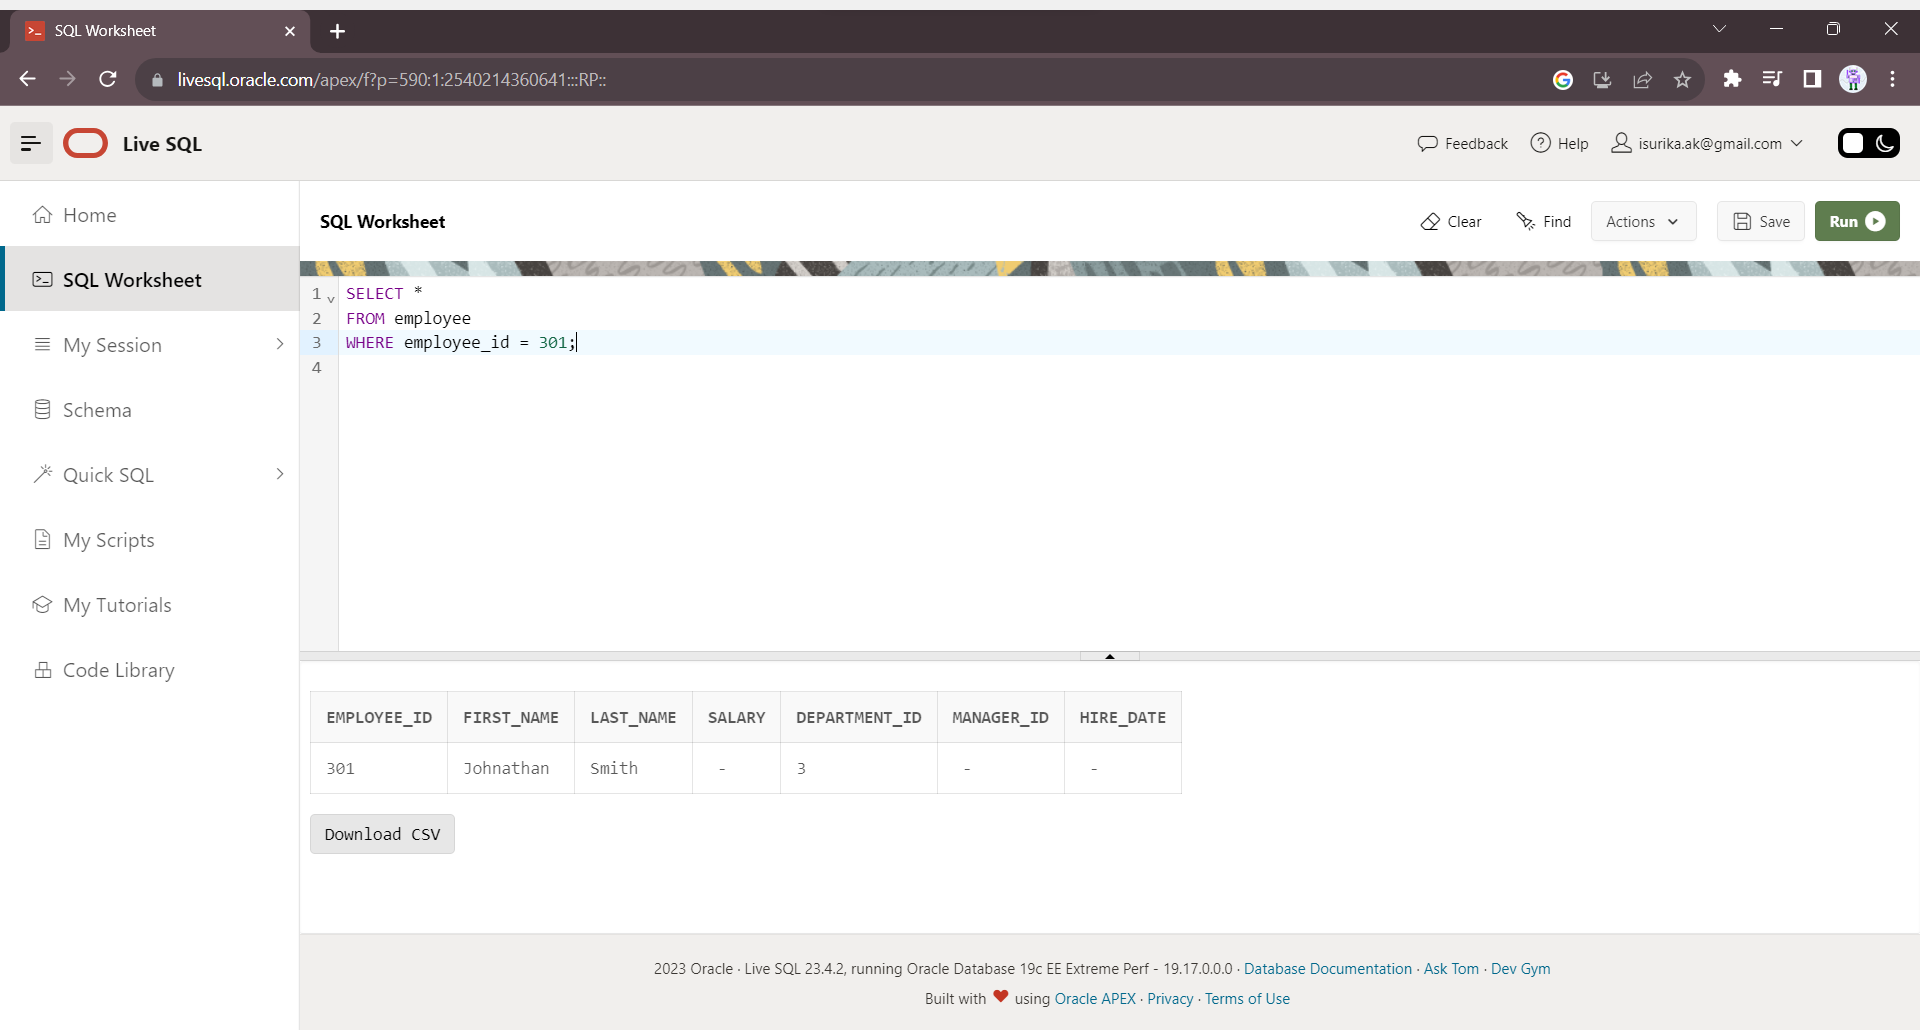 SQL Worksheet
livesql.oracle.com/apex/f?p=590:1:2540214360641:::RP::
Live SQL
Feedback
Help
isurika.ak@gmail.com
Home
SQL Worksheet
My Session
Schema
Quick SQL
My Scripts
My Tutorials
Code Library
SQL Worksheet
Clear
Find
Actions
Save
Run
1 SELECT *
2 FROM employee
3 WHERE employee_id = 301;
4
EMPLOYEE_ID FIRST_NAME LAST_NAME SALARY DEPARTMENT_ID MANAGER_ID HIRE_DATE
301 Johnathan Smith - 3 - -
Download CSV
2023 Oracle · Live SQL 23.4.2, running Oracle Database 19c EE Extreme Perf - 19.17.0.0.0 · Database Documentation · Ask Tom · Dev Gym
Built with ❤ using Oracle APEX · Privacy · Terms of Use